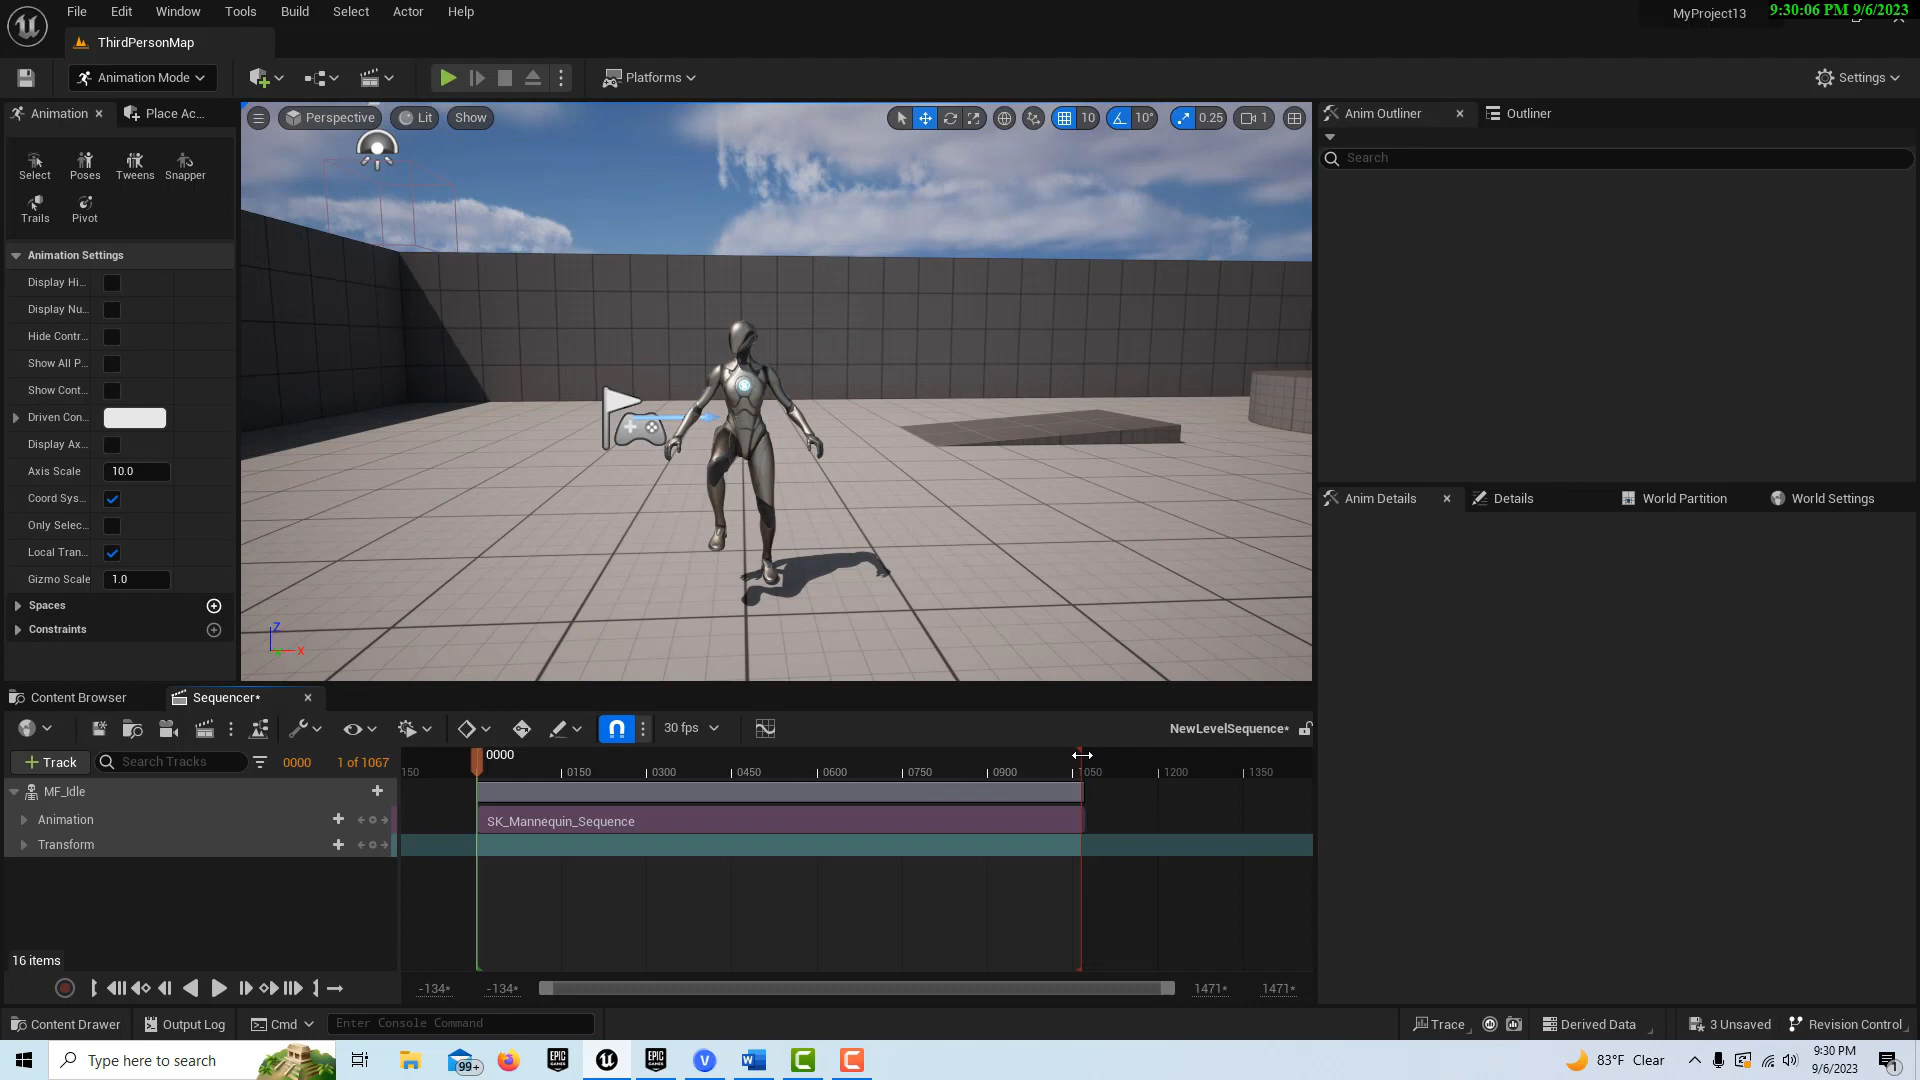 File Edit Window Tools Build Select Actor Help
MyProject13
9:30:06 PM 9/6/2023
ThirdPersonMap
Animation Mode
Platforms
Settings
Animation
Place Ac...
Perspective
Lit
Show
10
10°
0.25
1
Anim Outliner
Outliner
Search
Select
Poses
Tweens
Snapper
Trails
Pivot
Animation Settings
Display Hi...
Display Nu...
Hide Contr...
Show All P...
Show Cont...
Driven Con...
Display Ax...
Axis Scale 10.0
Coord Sys...
Only Selec...
Local Tran...
Gizmo Scale 1.0
Spaces
Constraints
Z
X
Anim Details
Details
World Partition
World Settings
Content Browser
Sequencer*
30 fps
NewLevelSequence*
Track
Search Tracks
0000
1 of 1067
0000
150 0150 0300 0450 0600 0750 0900 1050 1200 1350
MF_Idle
Animation
SK_Mannequin_Sequence
Transform
16 items
-134* -134* 1471* 1471*
Content Drawer
Output Log
Cmd
Enter Console Command
Trace
Derived Data
3 Unsaved
Revision Control
Type here to search
99+
EPIC GAMES
EPIC GAMES
83°F Clear
9:30 PM
9/6/2023
1